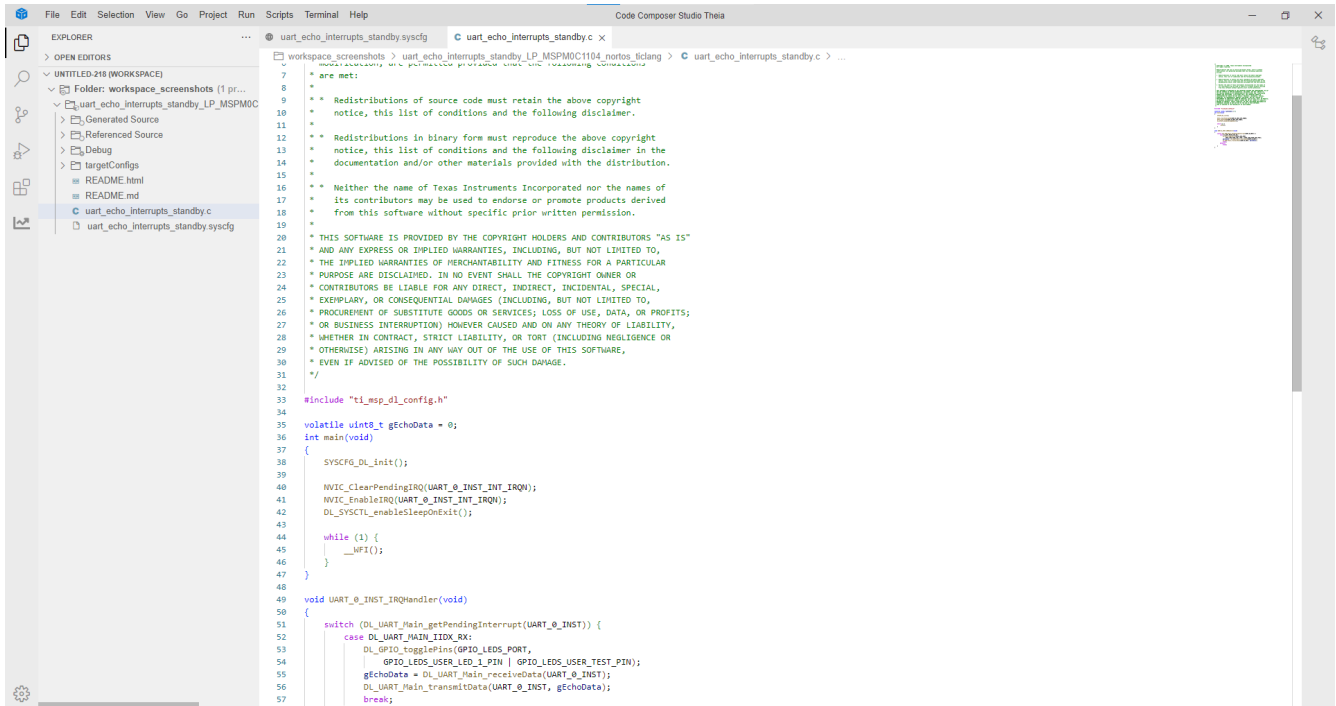 File Edit Selection View Go Project Run Scripts Terminal Help
Code Composer Studio Theia
EXPLORER
uart_echo_interrupts_standby.syscfg
C uart_echo_interrupts_standby.c
OPEN EDITORS
UNTITLED-218 (WORKSPACE)
Folder: workspace_screenshots (1 pr...
uart_echo_interrupts_standby_LP_MSPM0C
Generated Source
Referenced Source
Debug
targetConfigs
README.html
README.md
C uart_echo_interrupts_standby.c
uart_echo_interrupts_standby.syscfg
workspace_screenshots > uart_echo_interrupts_standby_LP_MSPM0C1104_nortos_ticlang > C uart_echo_interrupts_standby.c > ...
6 * modification, are permitted provided that the following conditions
7 * are met:
8 *
9 * * Redistributions of source code must retain the above copyright
10 * notice, this list of conditions and the following disclaimer.
11 *
12 * * Redistributions in binary form must reproduce the above copyright
13 * notice, this list of conditions and the following disclaimer in the
14 * documentation and/or other materials provided with the distribution.
15 *
16 * * Neither the name of Texas Instruments Incorporated nor the names of
17 * its contributors may be used to endorse or promote products derived
18 * from this software without specific prior written permission.
19 *
20 * THIS SOFTWARE IS PROVIDED BY THE COPYRIGHT HOLDERS AND CONTRIBUTORS "AS IS"
21 * AND ANY EXPRESS OR IMPLIED WARRANTIES, INCLUDING, BUT NOT LIMITED TO,
22 * THE IMPLIED WARRANTIES OF MERCHANTABILITY AND FITNESS FOR A PARTICULAR
23 * PURPOSE ARE DISCLAIMED. IN NO EVENT SHALL THE COPYRIGHT OWNER OR
24 * CONTRIBUTORS BE LIABLE FOR ANY DIRECT, INDIRECT, INCIDENTAL, SPECIAL,
25 * EXEMPLARY, OR CONSEQUENTIAL DAMAGES (INCLUDING, BUT NOT LIMITED TO,
26 * PROCUREMENT OF SUBSTITUTE GOODS OR SERVICES; LOSS OF USE, DATA, OR PROFITS;
27 * OR BUSINESS INTERRUPTION) HOWEVER CAUSED AND ON ANY THEORY OF LIABILITY,
28 * WHETHER IN CONTRACT, STRICT LIABILITY, OR TORT (INCLUDING NEGLIGENCE OR
29 * OTHERWISE) ARISING IN ANY WAY OUT OF THE USE OF THIS SOFTWARE,
30 * EVEN IF ADVISED OF THE POSSIBILITY OF SUCH DAMAGE.
31 */
32
33 #include "ti_msp_dl_config.h"
34
35 volatile uint8_t gEchoData = 0;
36 int main(void)
37 {
38 SYSCFG_DL_init();
39
40 NVIC_ClearPendingIRQ(UART_0_INST_INT_IRQN);
41 NVIC_EnableIRQ(UART_0_INST_INT_IRQN);
42 DL_SYSCTL_enableSleepOnExit();
43
44 while (1) {
45 __WFI();
46 }
47 }
48
49 void UART_0_INST_IRQHandler(void)
50 {
51 switch (DL_UART_Main_getPendingInterrupt(UART_0_INST)) {
52 case DL_UART_MAIN_IIDX_RX:
53 DL_GPIO_togglePins(GPIO_LEDS_PORT,
54 GPIO_LEDS_USER_LED_1_PIN | GPIO_LEDS_USER_TEST_PIN);
55 gEchoData = DL_UART_Main_receiveData(UART_0_INST);
56 DL_UART_Main_transmitData(UART_0_INST, gEchoData);
57 break;